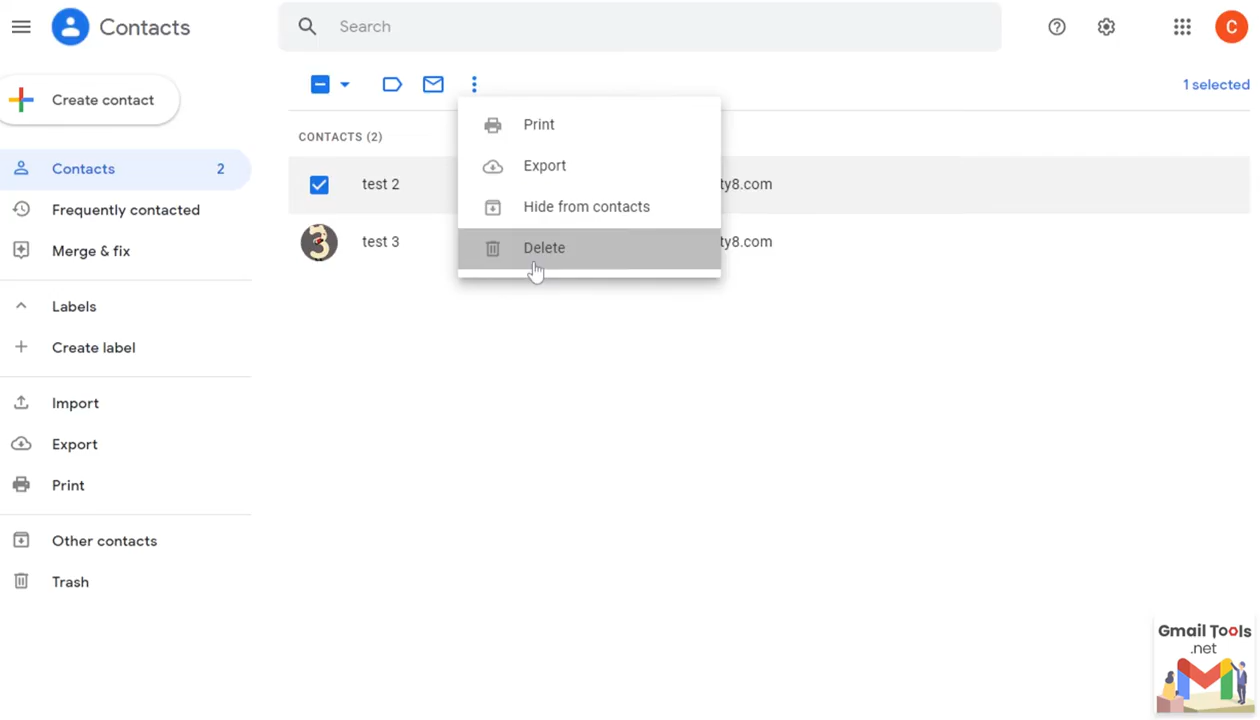 Contacts
Search
C
Create contact
1 selected
Contacts 2
Frequently contacted
Merge & fix
Labels
Create label
Import
Export
Print
Other contacts
Trash
CONTACTS (2)
test 2
ty8.com
test 3
ty8.com
Print
Export
Hide from contacts
Delete
3
Gmail Tools
.net